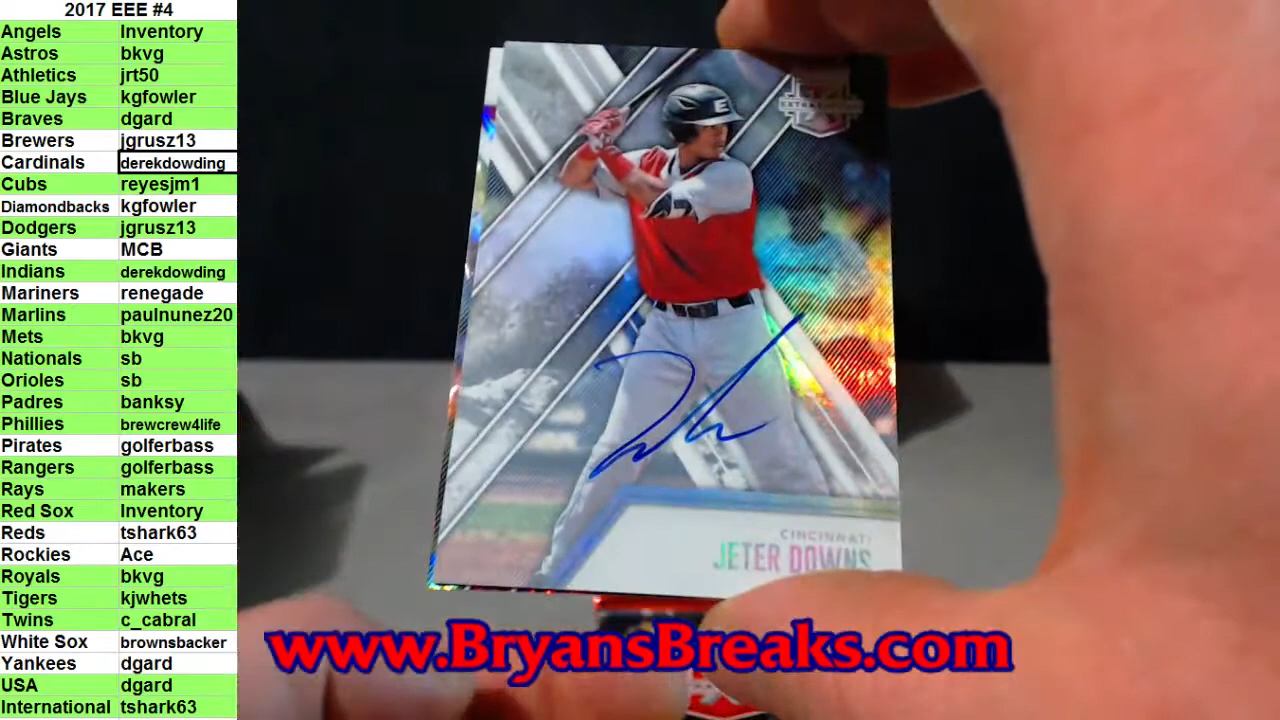 2017 EEE #4
Angels Inventory
Astros bkvg
Athletics jrt50
Blue Jays kgfowler
Braves dgard
Brewers jgrusz13
Cardinals derekdowding
Cubs reyesjm1
Diamondbacks kgfowler
Dodgers jgrusz13
Giants MCB
Indians derekdowding
Mariners renegade
Marlins paulnunez20
Mets bkvg
Nationals sb
Orioles sb
Padres banksy
Phillies brewcrew4life
Pirates golferbass
Rangers golferbass
Rays makers
Red Sox Inventory
Reds tshark63
Rockies Ace
Royals bkvg
Tigers kjwhets
Twins c_cabral
White Sox brownsbacker
Yankees dgard
USA dgard
International tshark63
E
EXTRA
CINCINNATI
JETER DOWNS
www.BryansBreaks.com